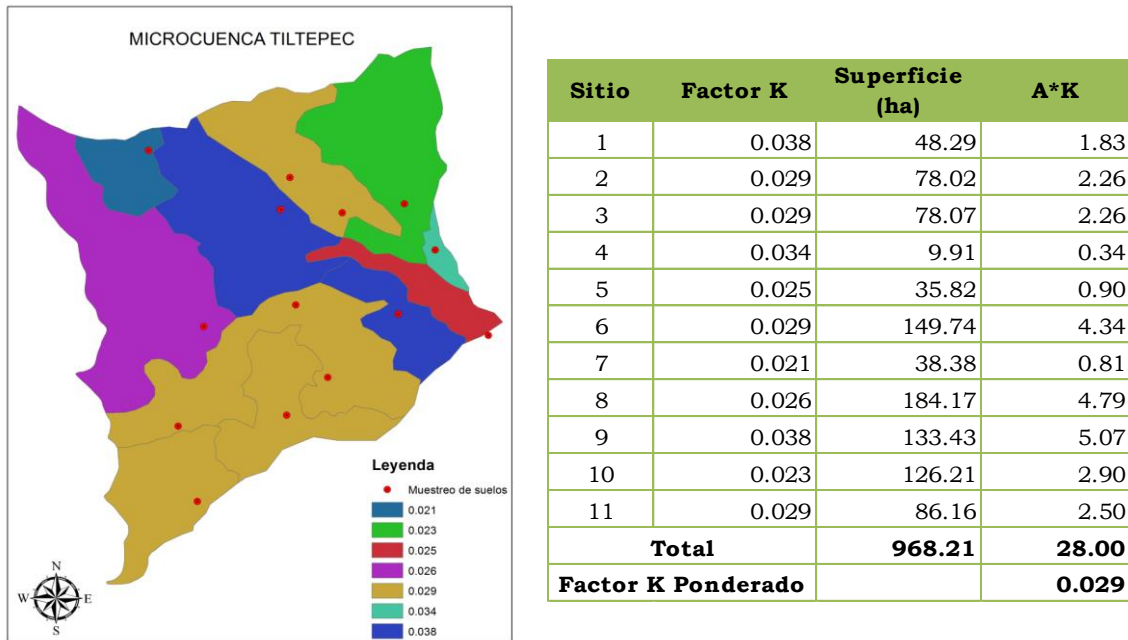 MICROCUENCA TILTEPEC
Leyenda
Muestreo de suelos
0.021
0.023
0.025
0.026
0.029
0.034
0.038
N
W E
S
Sitio Factor K Superficie (ha) A*K
1 0.038 48.29 1.83
2 0.029 78.02 2.26
3 0.029 78.07 2.26
4 0.034 9.91 0.34
5 0.025 35.82 0.90
6 0.029 149.74 4.34
7 0.021 38.38 0.81
8 0.026 184.17 4.79
9 0.038 133.43 5.07
10 0.023 126.21 2.90
11 0.029 86.16 2.50
Total 968.21 28.00
Factor K Ponderado 0.029